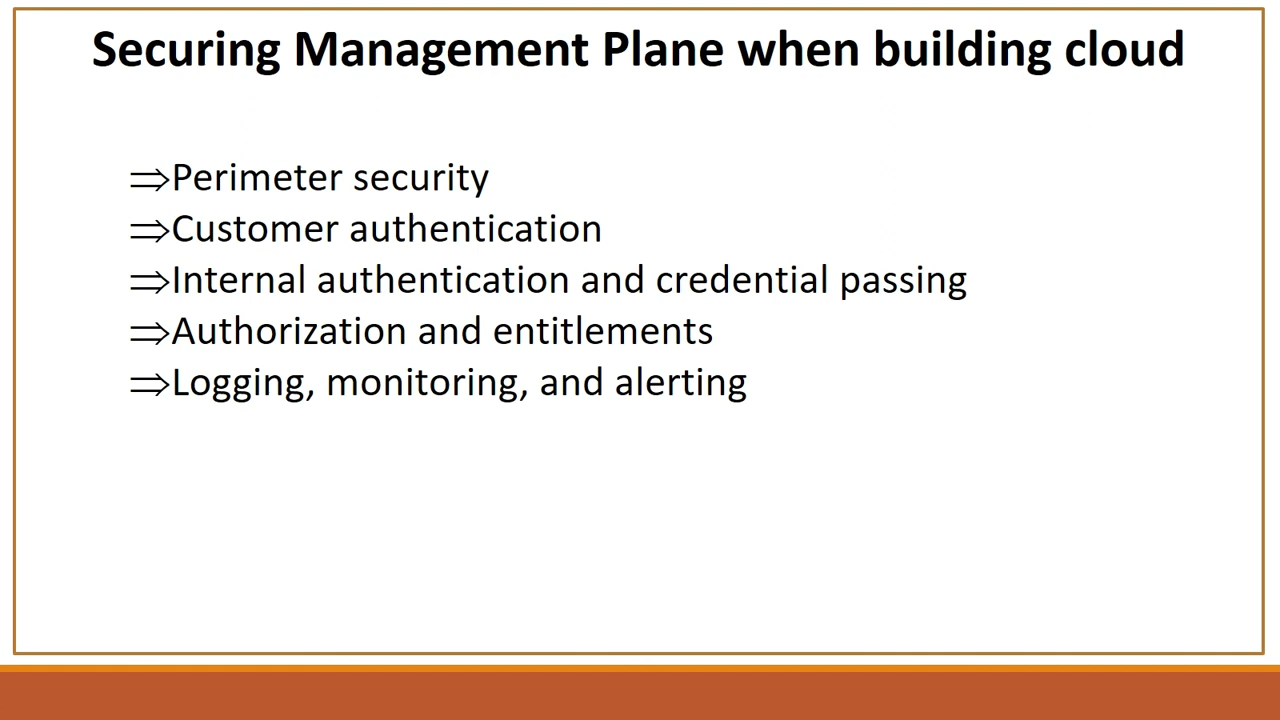 Securing Management Plane when building cloud
⇒Perimeter security
⇒Customer authentication
⇒Internal authentication and credential passing
⇒Authorization and entitlements
⇒Logging, monitoring, and alerting